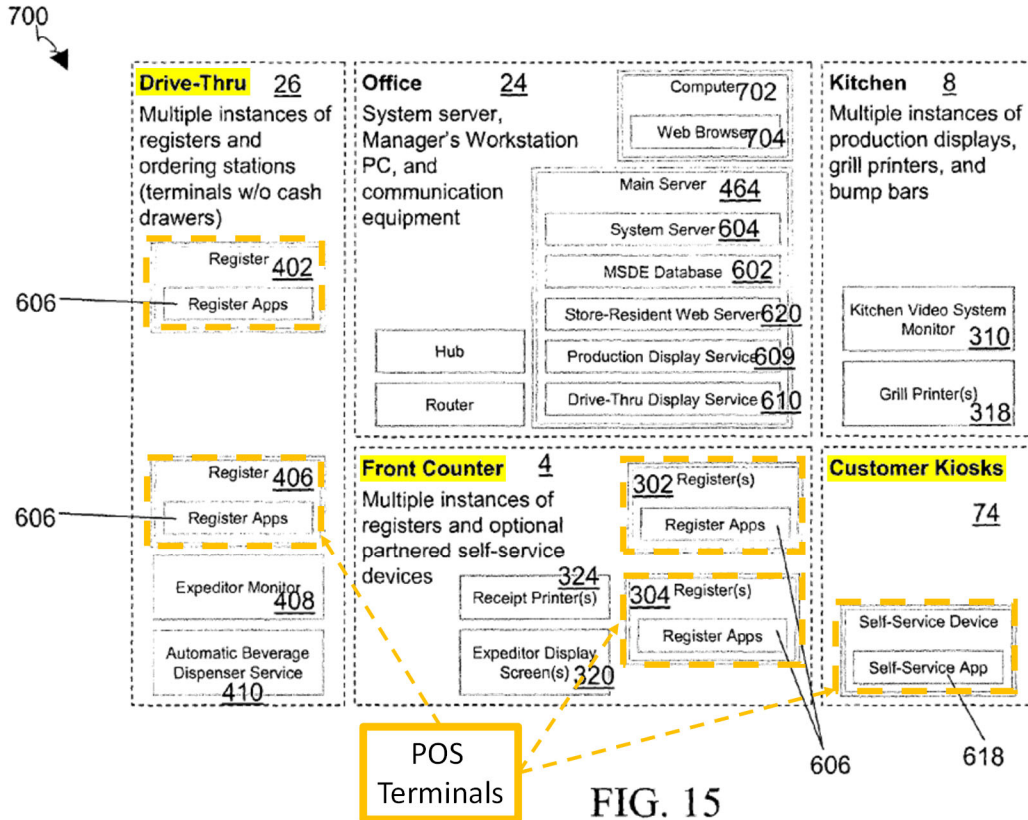 700
Drive-Thru 26
Multiple instances of
registers and
ordering stations
(terminals w/o cash
drawers)
Register 402
Register Apps
606
Register 406
Register Apps
606
Expeditor Monitor
408
Automatic Beverage
Dispenser Service
410
Office 24
System server,
Manager's Workstation
PC, and
communication
equipment
Computer 702
Web Browser 704
Main Server 464
System Server 604
MSDE Database 602
Store-Resident Web Server 620
Production Display Service 609
Drive-Thru Display Service 610
Hub
Router
Kitchen 8
Multiple instances of
production displays,
grill printers, and
bump bars
Kitchen Video System
Monitor 310
Grill Printer(s)
318
Front Counter 4
Multiple instances of
registers and optional
partnered self-service
devices
302 Register(s)
Register Apps
304 Register(s)
Register Apps
324
Receipt Printer(s)
Expeditor Display
Screen(s) 320
606
Customer Kiosks
74
Self-Service Device
Self-Service App
618
POS
Terminals
FIG. 15